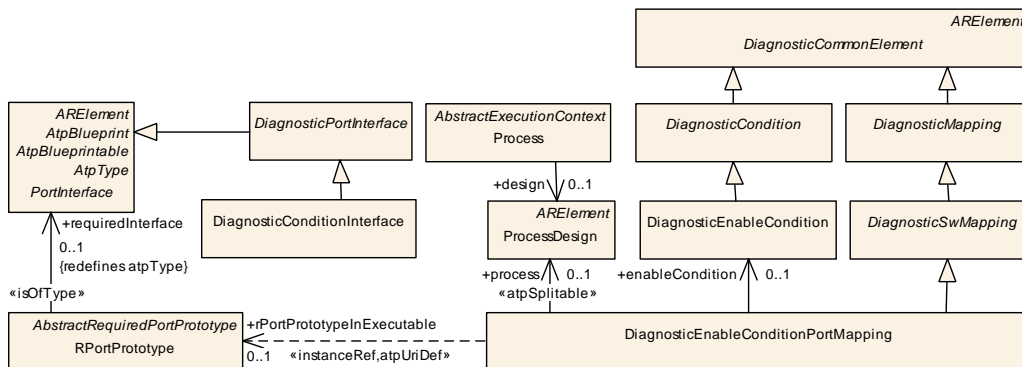 ARElement
DiagnosticCommonElement
ARElement
AtpBlueprint
AtpBlueprintable
AtpType
PortInterface
DiagnosticPortInterface
AbstractExecutionContext
Process
DiagnosticCondition
DiagnosticMapping
+design 0..1
DiagnosticConditionInterface
ARElement
ProcessDesign
DiagnosticEnableCondition
DiagnosticSwMapping
+requiredInterface
0..1
{redefines atpType}
«isOfType»
+process 0..1
«atpSplitable»
+enableCondition 0..1
AbstractRequiredPortPrototype
RPortPrototype
+rPortPrototypeInExecutable
0..1
«instanceRef,atpUriDef»
DiagnosticEnableConditionPortMapping